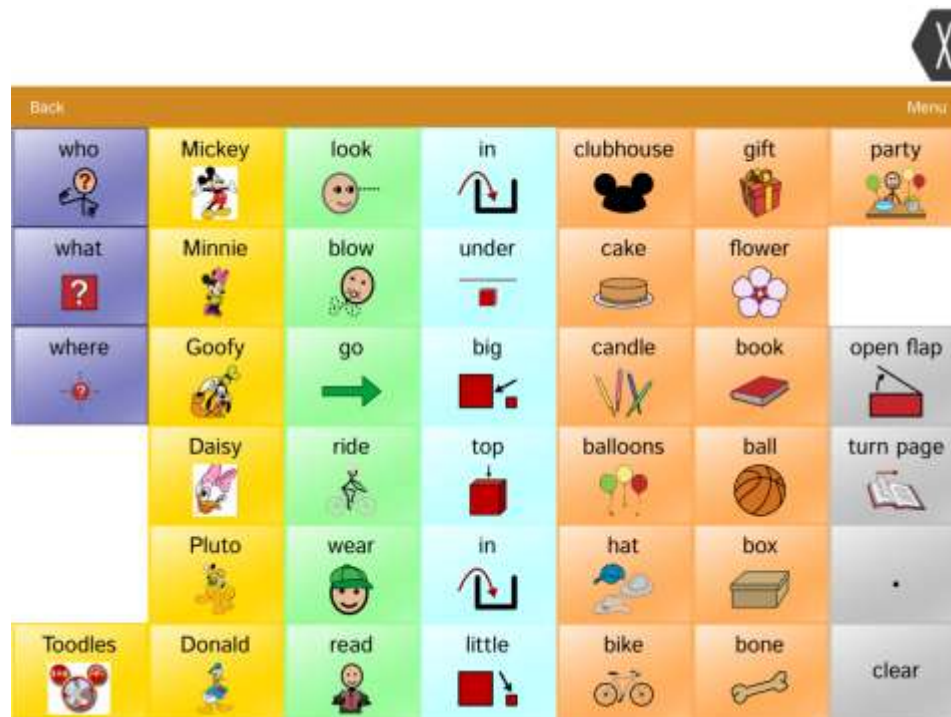 Back Menu
who Mickey look in clubhouse gift party
what Minnie blow under cake flower
where Goofy go big candle book open flap
Daisy ride top balloons ball turn page
Pluto wear in hat box .
Toodles Donald read little bike bone clear